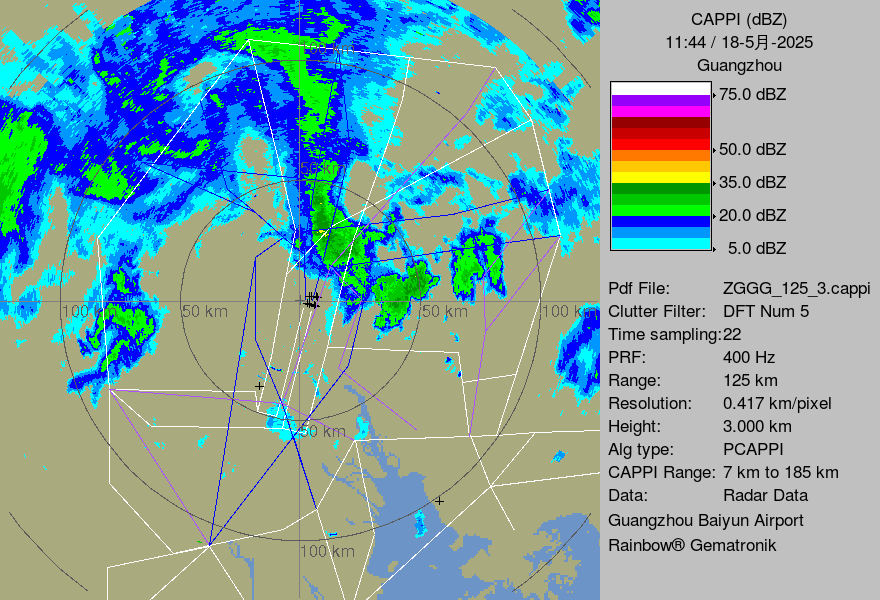 CAPPI (dBZ)
11:44 / 18-5月-2025
Guangzhou
75.0 dBZ
50.0 dBZ
35.0 dBZ
20.0 dBZ
5.0 dBZ
Pdf File: ZGGG_125_3.cappi
Clutter Filter: DFT Num 5
Time sampling:22
PRF: 400 Hz
Range: 125 km
Resolution: 0.417 km/pixel
Height: 3.000 km
Alg type: PCAPPI
CAPPI Range: 7 km to 185 km
Data: Radar Data
Guangzhou Baiyun Airport
Rainbow® Gematronik
50 km
100 km
50 km
50 km
100 km
50 km
100 km